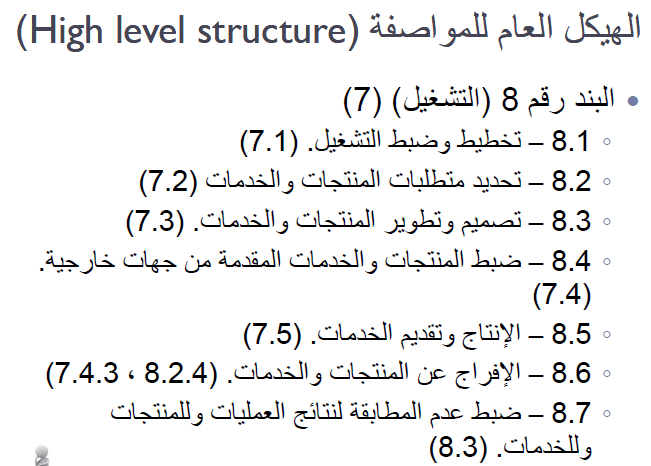 الهيكل العام للمواصفة (High level structure)
• البند رقم 8 (التشغيل) (7)
◦ 8.1 – تخطيط وضبط التشغيل. (7.1)
◦ 8.2 – تحديد متطلبات المنتجات والخدمات (7.2)
◦ 8.3 – تصميم وتطوير المنتجات والخدمات. (7.3)
◦ 8.4 – ضبط المنتجات والخدمات المقدمة من جهات خارجية.
(7.4)
◦ 8.5 – الإنتاج وتقديم الخدمات. (7.5)
◦ 8.6 – الإفراج عن المنتجات والخدمات. (8.2.4 ، 7.4.3)
◦ 8.7 – ضبط عدم المطابقة لنتائج العمليات وللمنتجات
وللخدمات. (8.3)